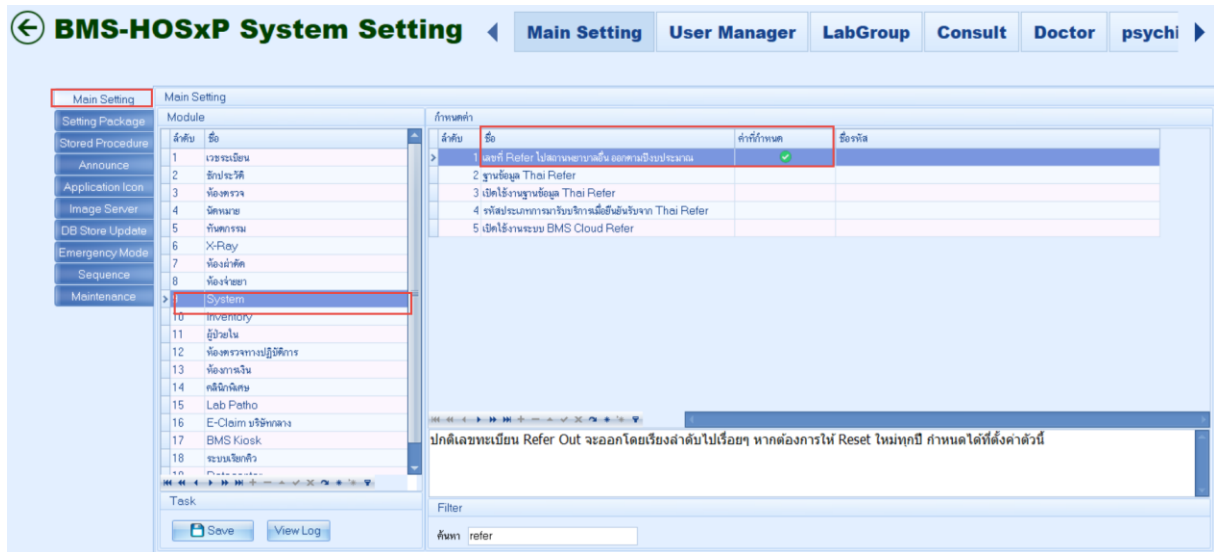 BMS-HOSxP System Setting
Main Setting
User Manager
LabGroup
Consult
Doctor
psychi
Main Setting
Setting Package
Stored Procedure
Announce
Application Icon
Image Server
DB Store Update
Emergency Mode
Sequence
Maintenance
Main Setting
Module
ลำดับ ชื่อ
1 เวชระเบียน
2 ซักประวัติ
3 ห้องตรวจ
4 นัดหมาย
5 ทันตกรรม
6 X-Ray
7 ห้องผ่าตัด
8 ห้องจ่ายยา
9 System
10 Inventory
11 ผู้ป่วยใน
12 ห้องตรวจทางปฏิบัติการ
13 ห้องการเงิน
14 คลินิกพิเศษ
15 Lab Patho
16 E-Claim บริษัทกลาง
17 BMS Kiosk
18 ระบบเรียกคิว
Task
Save
View Log
กำหนดค่า
ลำดับ ชื่อ ค่าที่กำหนด ชื่อรหัส
1 เลขที่ Refer ไปสถานพยาบาลอื่น ออกตามปีงบประมาณ
2 ฐานข้อมูล Thai Refer
3 เปิดใช้งานฐานข้อมูล Thai Refer
4 รหัสประเภทการมารับบริการเมื่อยืนยันรับจาก Thai Refer
5 เปิดใช้งานระบบ BMS Cloud Refer
ปกติเลขทะเบียน Refer Out จะออกโดยเรียงลำดับไปเรื่อยๆ หากต้องการให้ Reset ใหม่ทุกปี กำหนดได้ที่ตั้งค่าตัวนี้
Filter
ค้นหา refer